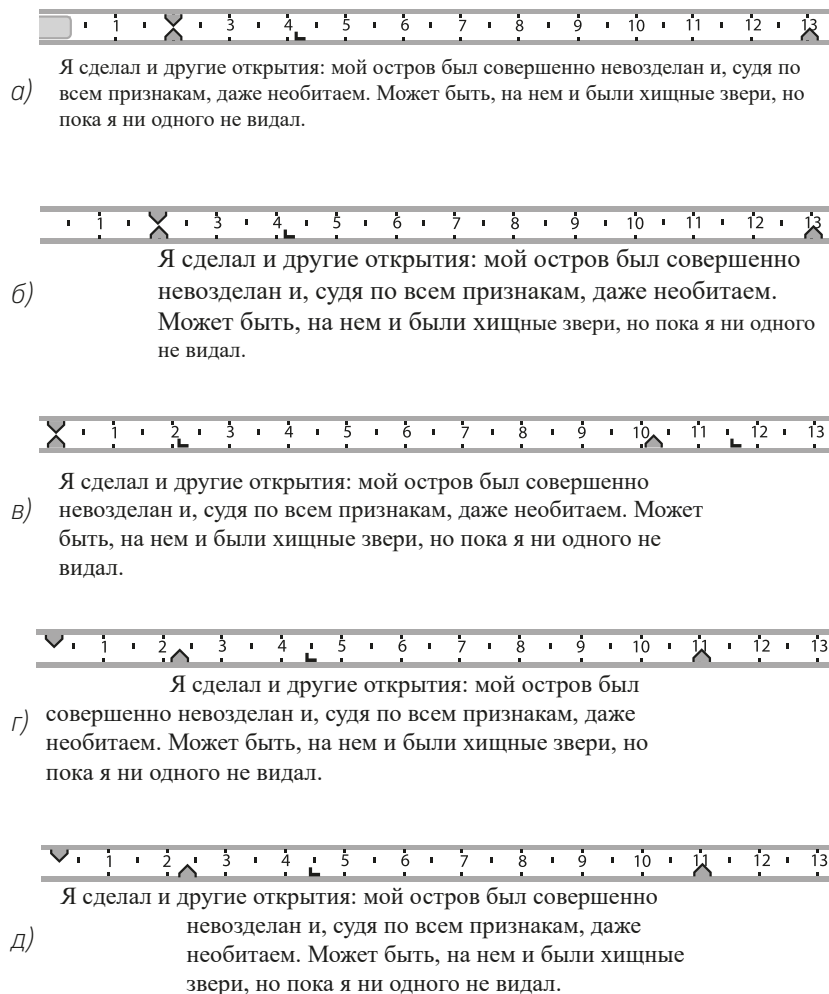 1 3 4 5 6 7 8 9 10 11 12 13
а)
Я сделал и другие открытия: мой остров был совершенно невозделан и, судя по
всем признакам, даже необитаем. Может быть, на нем и были хищные звери, но
пока я ни одного не видал.
1 3 4 5 6 7 8 9 10 11 12 13
б)
Я сделал и другие открытия: мой остров был совершенно
невозделан и, судя по всем признакам, даже необитаем.
Может быть, на нем и были хищные звери, но пока я ни одного
не видал.
1 2 3 4 5 6 7 8 9 10 11 12 13
в)
Я сделал и другие открытия: мой остров был совершенно
невозделан и, судя по всем признакам, даже необитаем. Может
быть, на нем и были хищные звери, но пока я ни одного не
видал.
1 2 3 4 5 6 7 8 9 10 11 12 13
г)
Я сделал и другие открытия: мой остров был
совершенно невозделан и, судя по всем признакам, даже
необитаем. Может быть, на нем и были хищные звери, но
пока я ни одного не видал.
1 2 3 4 5 6 7 8 9 10 11 12 13
д)
Я сделал и другие открытия: мой остров был совершенно
невозделан и, судя по всем признакам, даже
необитаем. Может быть, на нем и были хищные
звери, но пока я ни одного не видал.